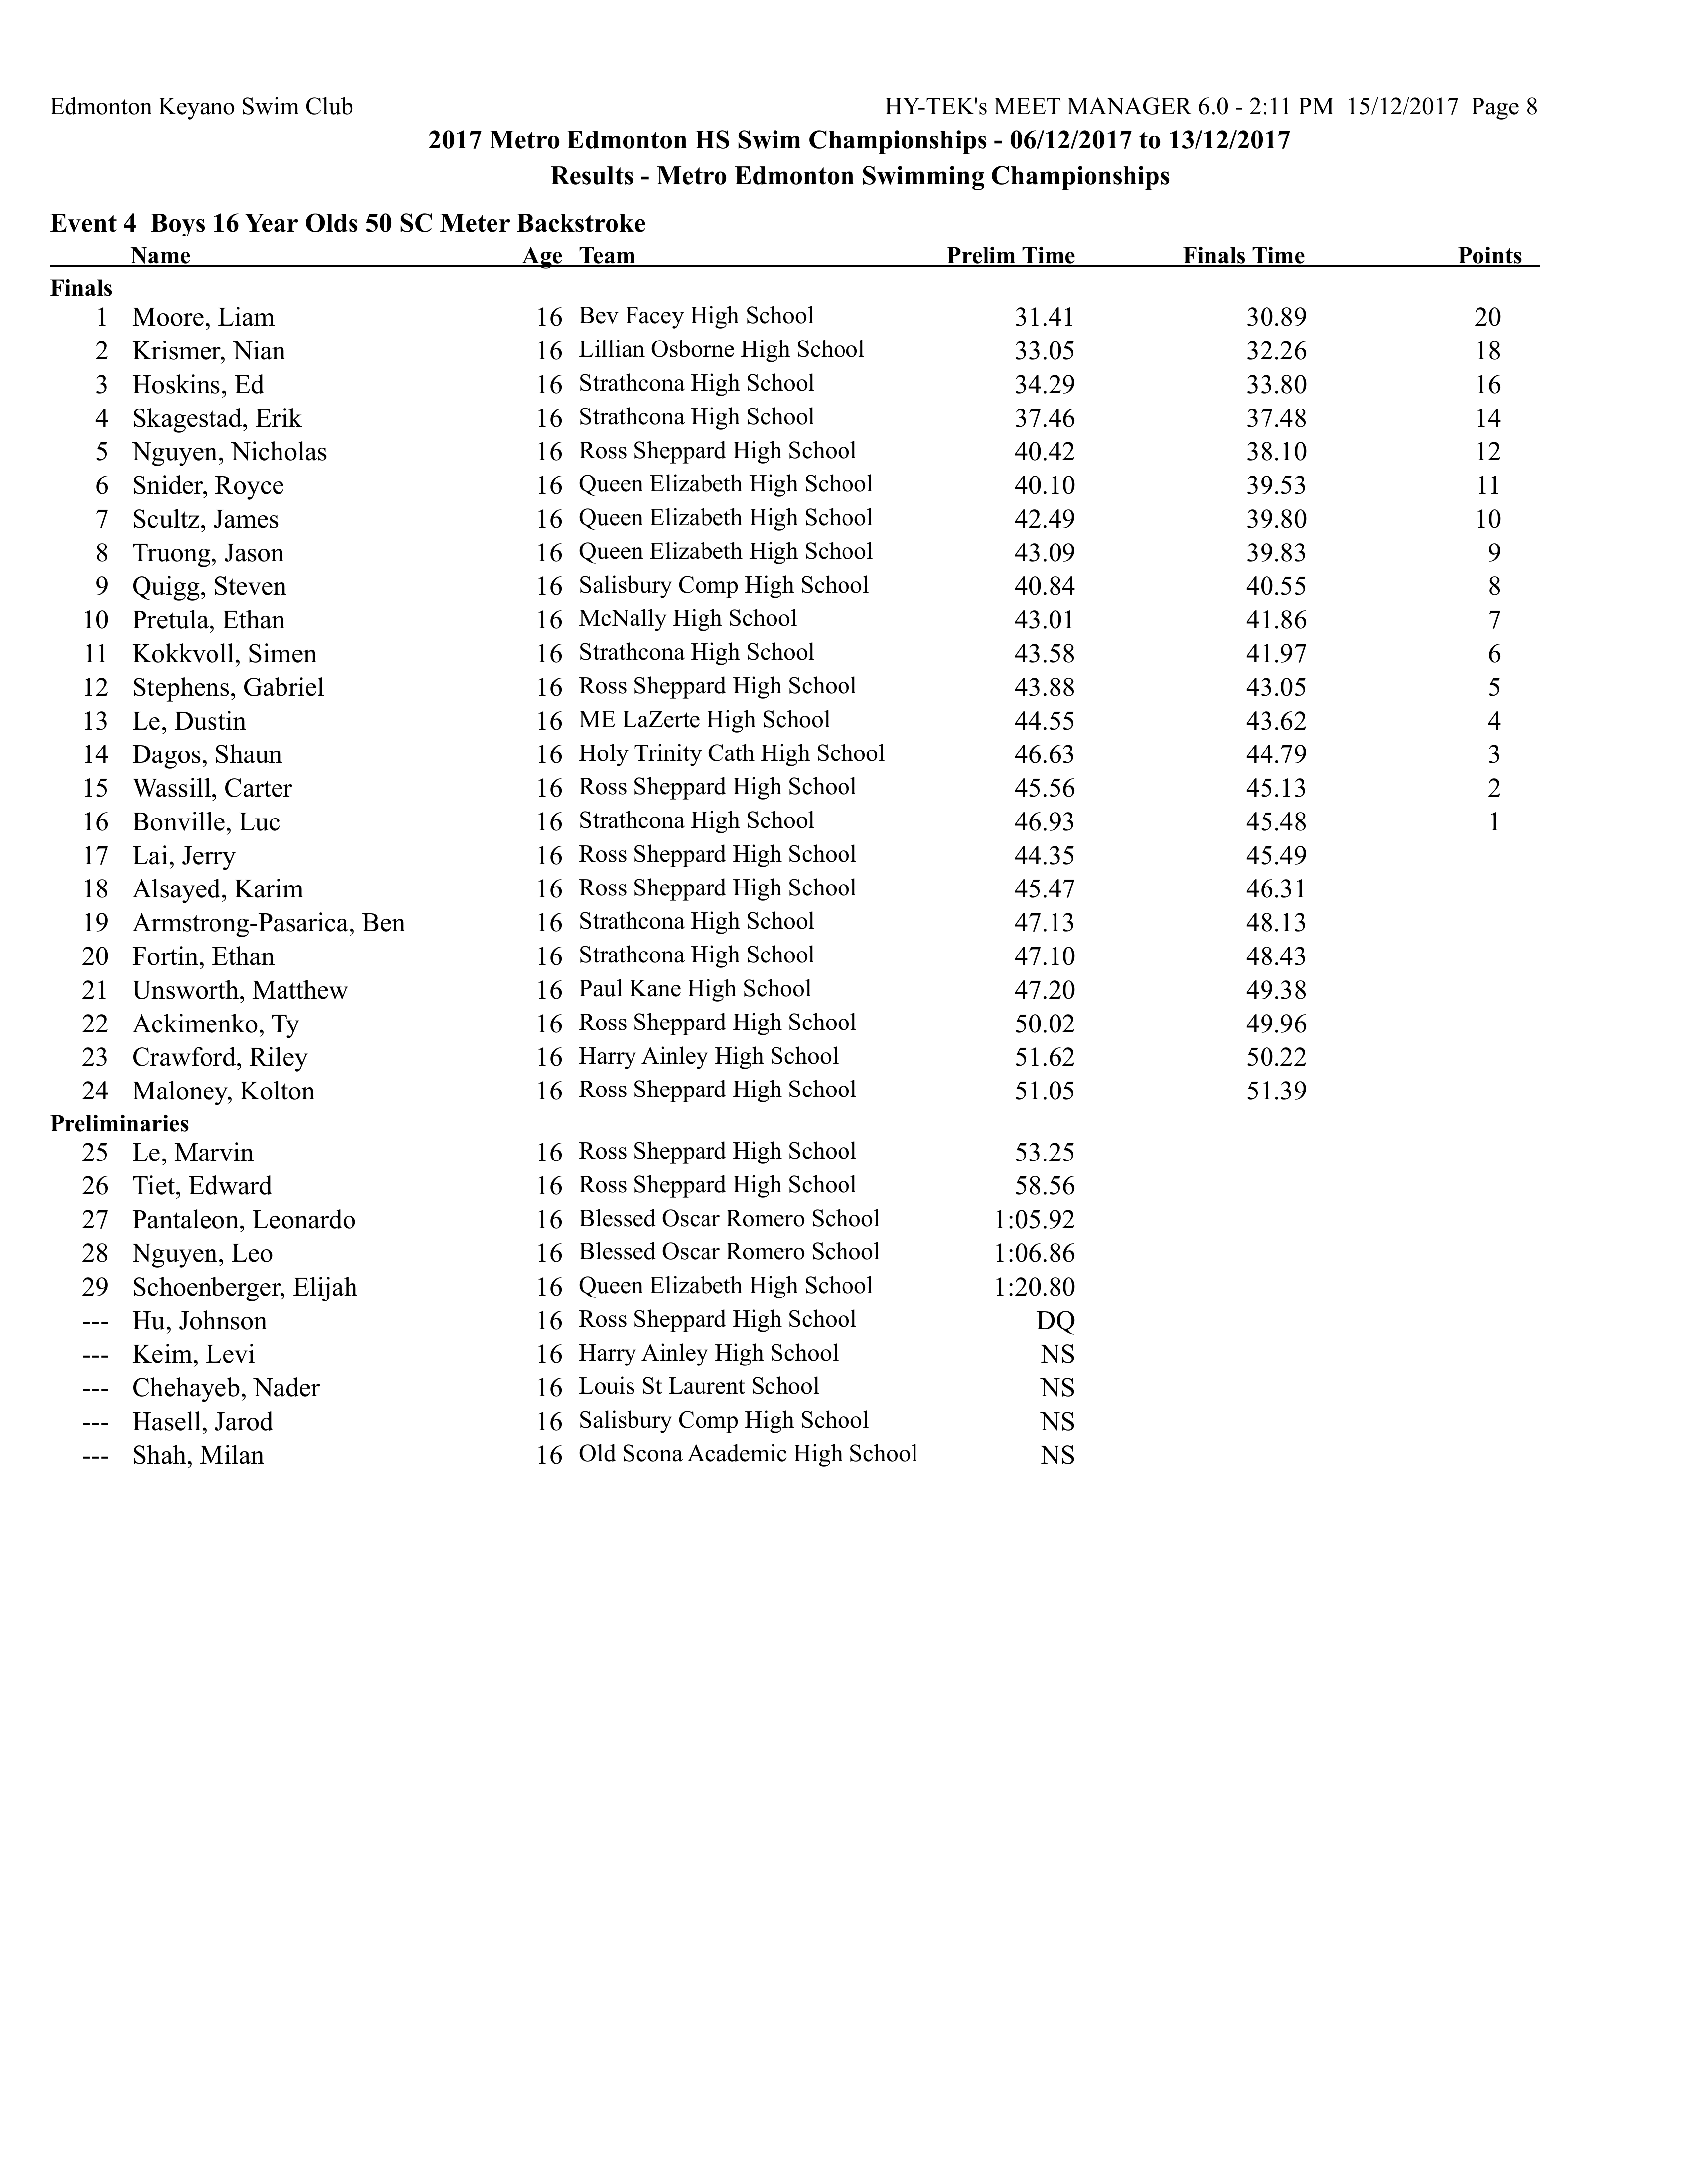 Edmonton Keyano Swim Club HY-TEK's MEET MANAGER 6.0 - 2:11 PM 15/12/2017 Page 8
2017 Metro Edmonton HS Swim Championships - 06/12/2017 to 13/12/2017
Results - Metro Edmonton Swimming Championships
Event 4 Boys 16 Year Olds 50 SC Meter Backstroke
Name Age Team Prelim Time Finals Time Points
Finals
1 Moore, Liam 16 Bev Facey High School 31.41 30.89 20
2 Krismer, Nian 16 Lillian Osborne High School 33.05 32.26 18
3 Hoskins, Ed 16 Strathcona High School 34.29 33.80 16
4 Skagestad, Erik 16 Strathcona High School 37.46 37.48 14
5 Nguyen, Nicholas 16 Ross Sheppard High School 40.42 38.10 12
6 Snider, Royce 16 Queen Elizabeth High School 40.10 39.53 11
7 Scultz, James 16 Queen Elizabeth High School 42.49 39.80 10
8 Truong, Jason 16 Queen Elizabeth High School 43.09 39.83 9
9 Quigg, Steven 16 Salisbury Comp High School 40.84 40.55 8
10 Pretula, Ethan 16 McNally High School 43.01 41.86 7
11 Kokkvoll, Simen 16 Strathcona High School 43.58 41.97 6
12 Stephens, Gabriel 16 Ross Sheppard High School 43.88 43.05 5
13 Le, Dustin 16 ME LaZerte High School 44.55 43.62 4
14 Dagos, Shaun 16 Holy Trinity Cath High School 46.63 44.79 3
15 Wassill, Carter 16 Ross Sheppard High School 45.56 45.13 2
16 Bonville, Luc 16 Strathcona High School 46.93 45.48 1
17 Lai, Jerry 16 Ross Sheppard High School 44.35 45.49
18 Alsayed, Karim 16 Ross Sheppard High School 45.47 46.31
19 Armstrong-Pasarica, Ben 16 Strathcona High School 47.13 48.13
20 Fortin, Ethan 16 Strathcona High School 47.10 48.43
21 Unsworth, Matthew 16 Paul Kane High School 47.20 49.38
22 Ackimenko, Ty 16 Ross Sheppard High School 50.02 49.96
23 Crawford, Riley 16 Harry Ainley High School 51.62 50.22
24 Maloney, Kolton 16 Ross Sheppard High School 51.05 51.39
Preliminaries
25 Le, Marvin 16 Ross Sheppard High School 53.25
26 Tiet, Edward 16 Ross Sheppard High School 58.56
27 Pantaleon, Leonardo 16 Blessed Oscar Romero School 1:05.92
28 Nguyen, Leo 16 Blessed Oscar Romero School 1:06.86
29 Schoenberger, Elijah 16 Queen Elizabeth High School 1:20.80
--- Hu, Johnson 16 Ross Sheppard High School DQ
--- Keim, Levi 16 Harry Ainley High School NS
--- Chehayeb, Nader 16 Louis St Laurent School NS
--- Hasell, Jarod 16 Salisbury Comp High School NS
--- Shah, Milan 16 Old Scona Academic High School NS